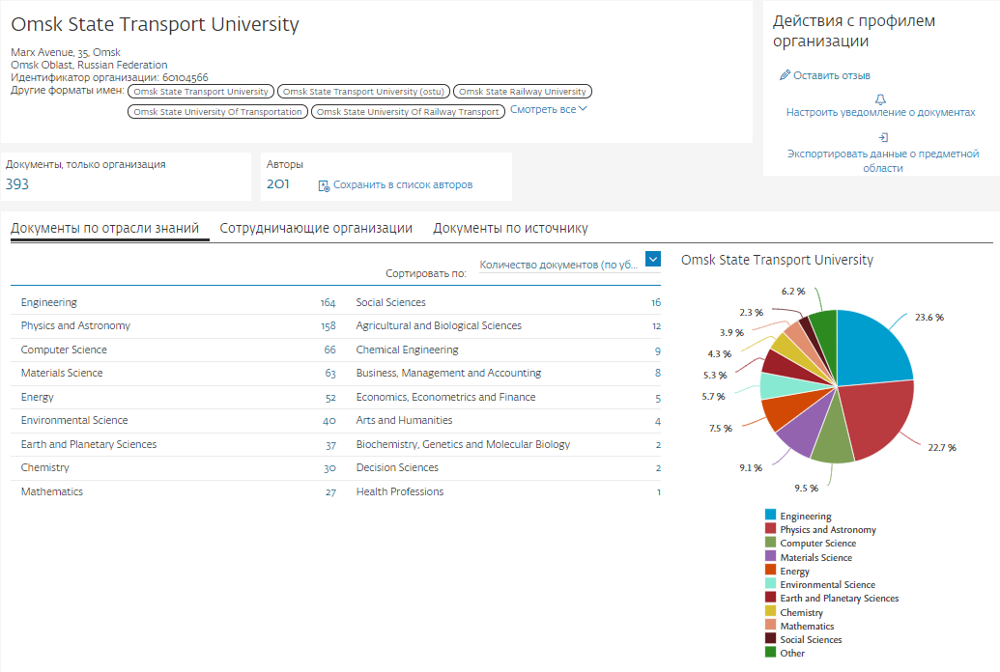 Omsk State Transport University
Marx Avenue, 35, Omsk
Omsk Oblast, Russian Federation
Идентификатор организации: 60104566
Другие форматы имен: Omsk State Transport University Omsk State Transport University (ostu) Omsk State Railway University
Omsk State University Of Transportation Omsk State University Of Railway Transport Смотреть все
Действия с профилем
организации
Оставить отзыв
Настроить уведомление о документах
Экспортировать данные о предметной
области
Документы, только организация
393
Авторы
201 Сохранить в список авторов
Документы по отрасли знаний Сотрудничающие организации Документы по источнику
Сортировать по: Количество документов (по уб...
Engineering 164 Social Sciences 16
Physics and Astronomy 158 Agricultural and Biological Sciences 12
Computer Science 66 Chemical Engineering 9
Materials Science 63 Business, Management and Accounting 8
Energy 52 Economics, Econometrics and Finance 5
Environmental Science 40 Arts and Humanities 4
Earth and Planetary Sciences 37 Biochemistry, Genetics and Molecular Biology 2
Chemistry 30 Decision Sciences 2
Mathematics 27 Health Professions 1
Omsk State Transport University
6.2 %
2.3 %
23.6 %
3.9 %
4.3 %
5.3 %
5.7 %
7.5 %
22.7 %
9.1 %
9.5 %
Engineering
Physics and Astronomy
Computer Science
Materials Science
Energy
Environmental Science
Earth and Planetary Sciences
Chemistry
Mathematics
Social Sciences
Other